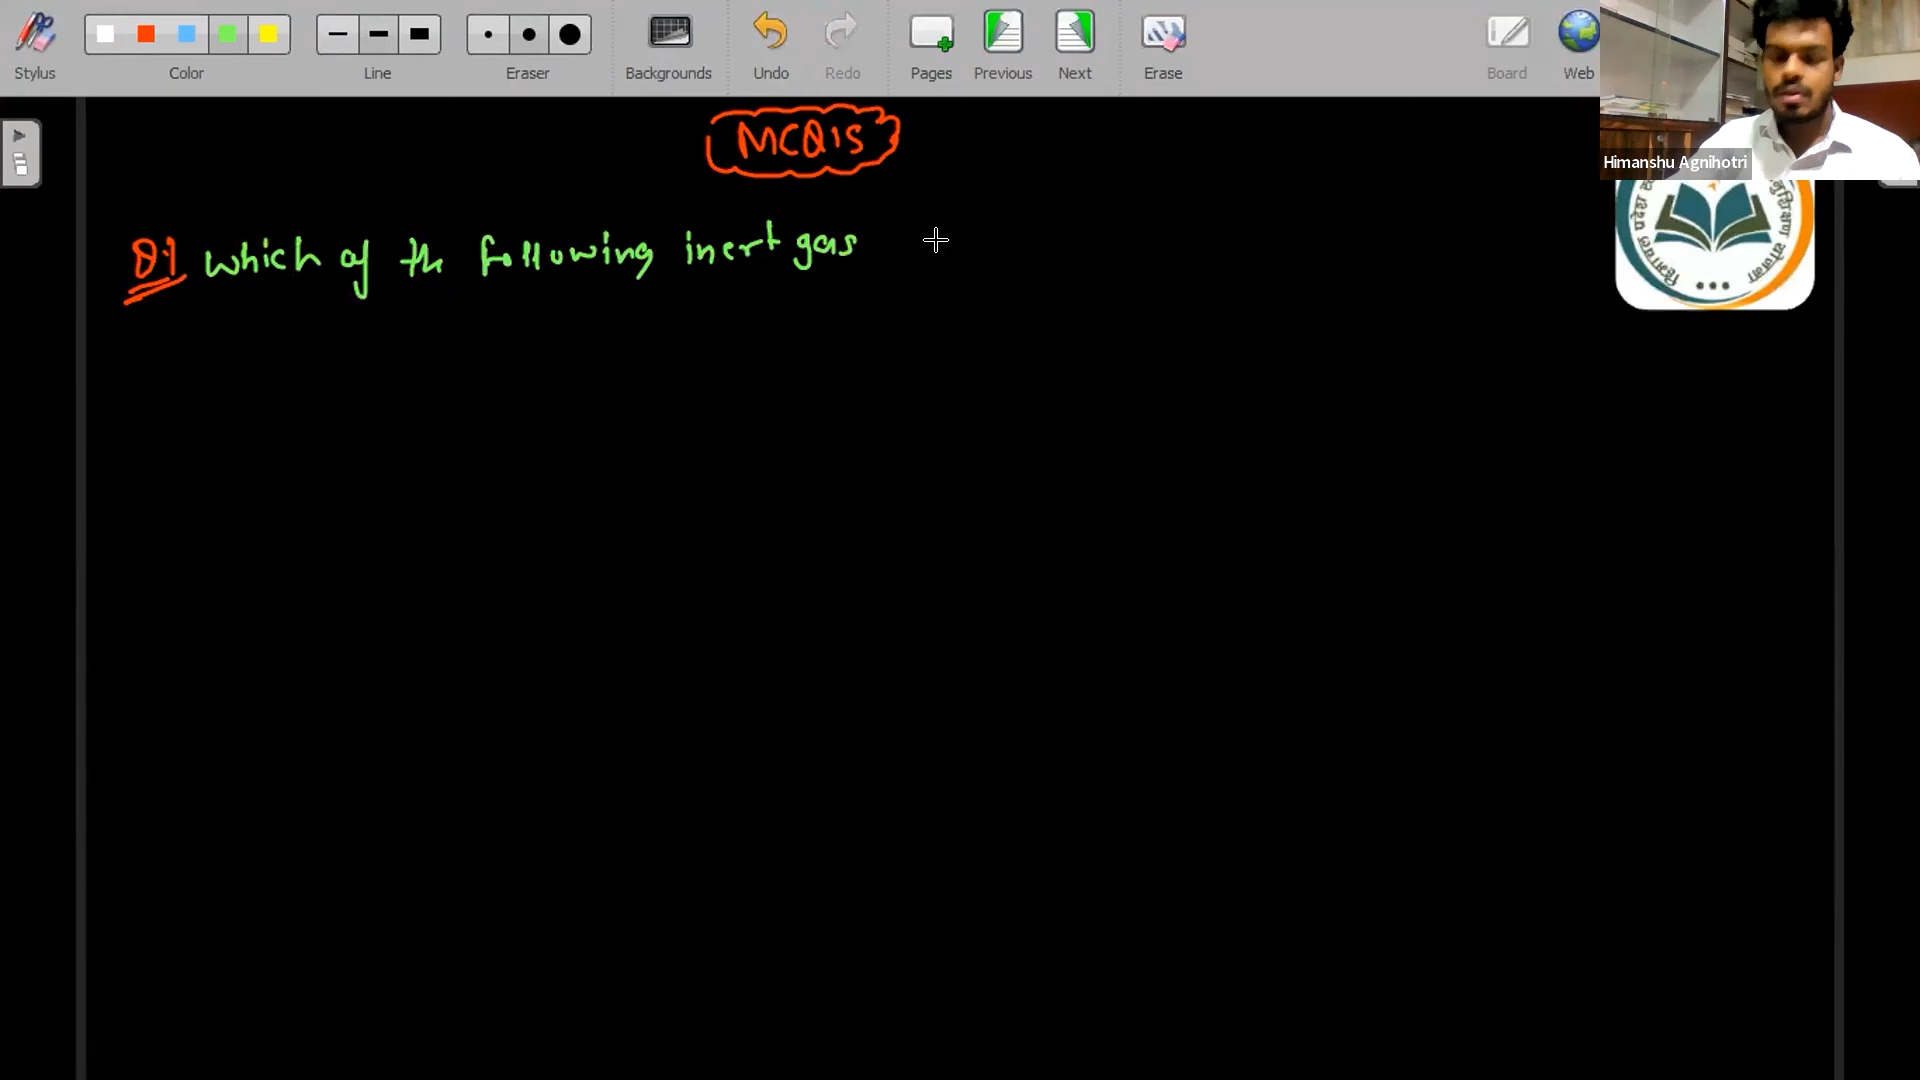 Stylus
Color
Line
Eraser
Backgrounds
Undo
Redo
Pages
Previous
Next
Erase
Board
Web
Himanshu Agnihotri
MCQ's
Q.1 which of the following inert gas